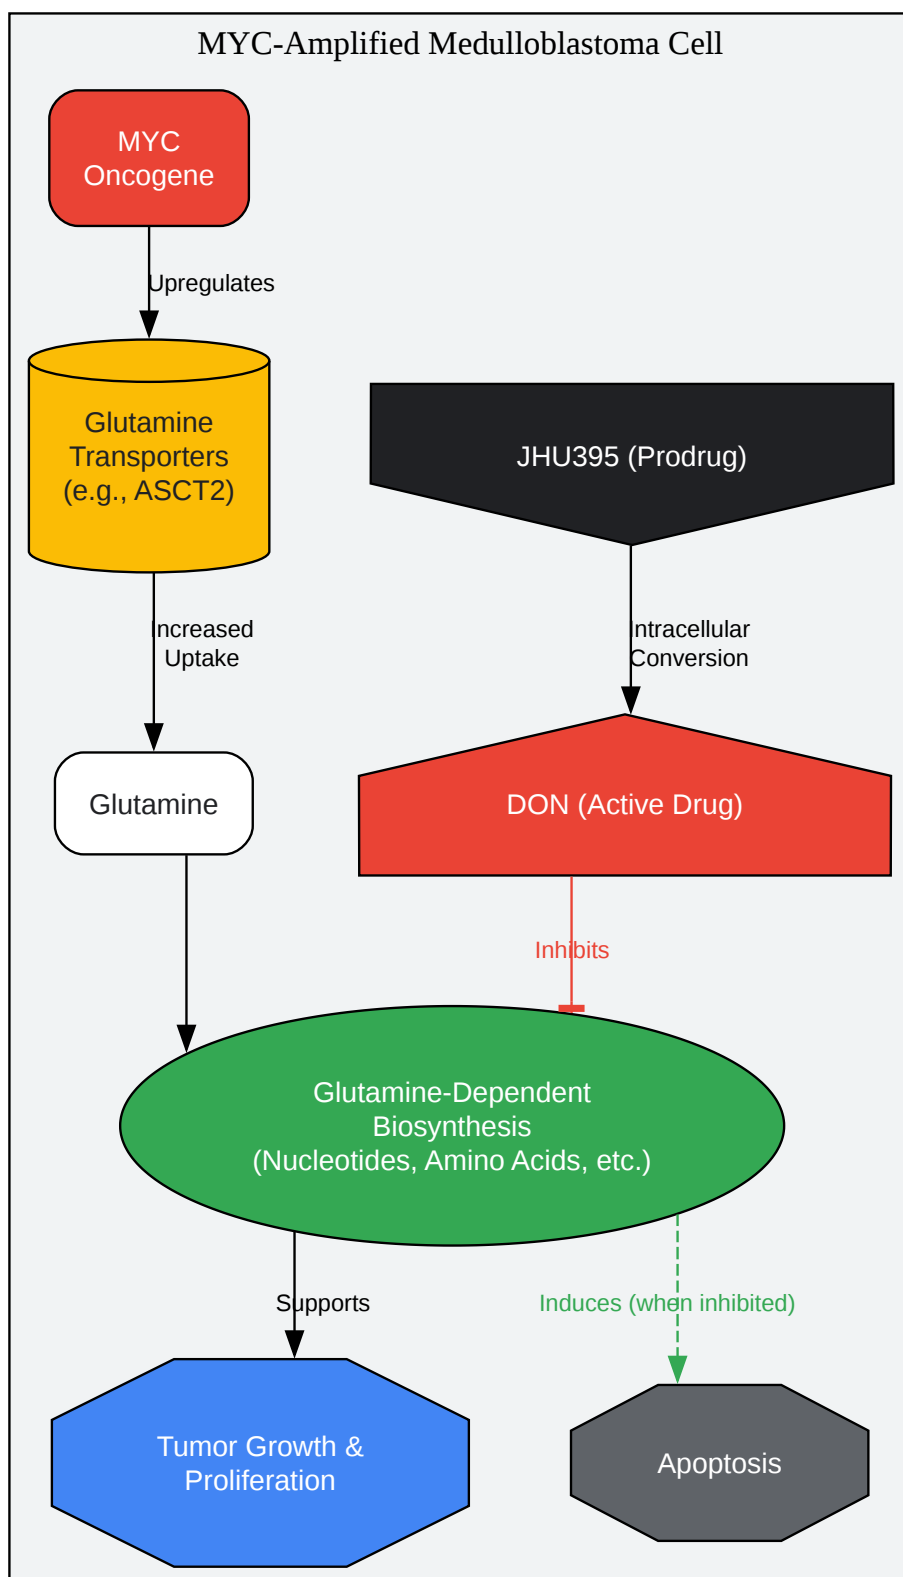 MYC-Amplified Medulloblastoma Cell
MYC
Oncogene
Upregulates
Glutamine
Transporters
(e.g., ASCT2)
JHU395 (Prodrug)
Increased
Uptake
Intracellular
Conversion
Glutamine
DON (Active Drug)
Inhibits
Glutamine-Dependent
Biosynthesis
(Nucleotides, Amino Acids, etc.)
Supports
Induces (when inhibited)
Tumor Growth &
Proliferation
Apoptosis